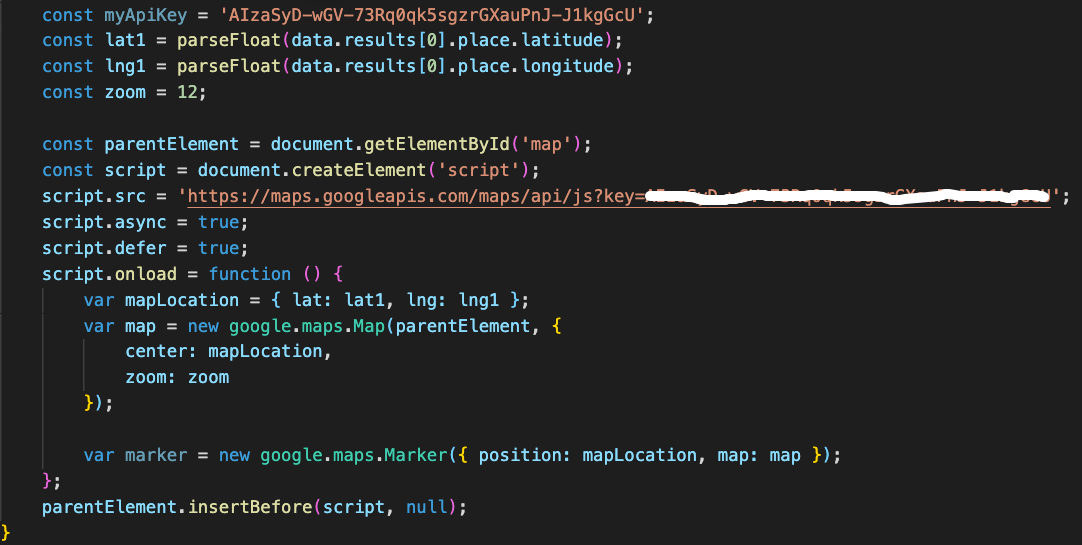 const myApiKey = 'AIzaSyD-wGV-73Rq0qk5sgzrGXauPnJ-J1kgGcU';
const lat1 = parseFloat(data.results[0].place.latitude);
const lng1 = parseFloat(data.results[0].place.longitude);
const zoom = 12;
const parentElement = document.getElementById('map');
const script = document.createElement('script');
script.src = 'https://maps.googleapis.com/maps/api/js?key=';
script.async = true;
script.defer = true;
script.onload = function () {
var mapLocation = { lat: lat1, lng: lng1 };
var map = new google.maps.Map(parentElement, {
center: mapLocation,
zoom: zoom
});
var marker = new google.maps.Marker({ position: mapLocation, map: map });
};
parentElement.insertBefore(script, null);
}